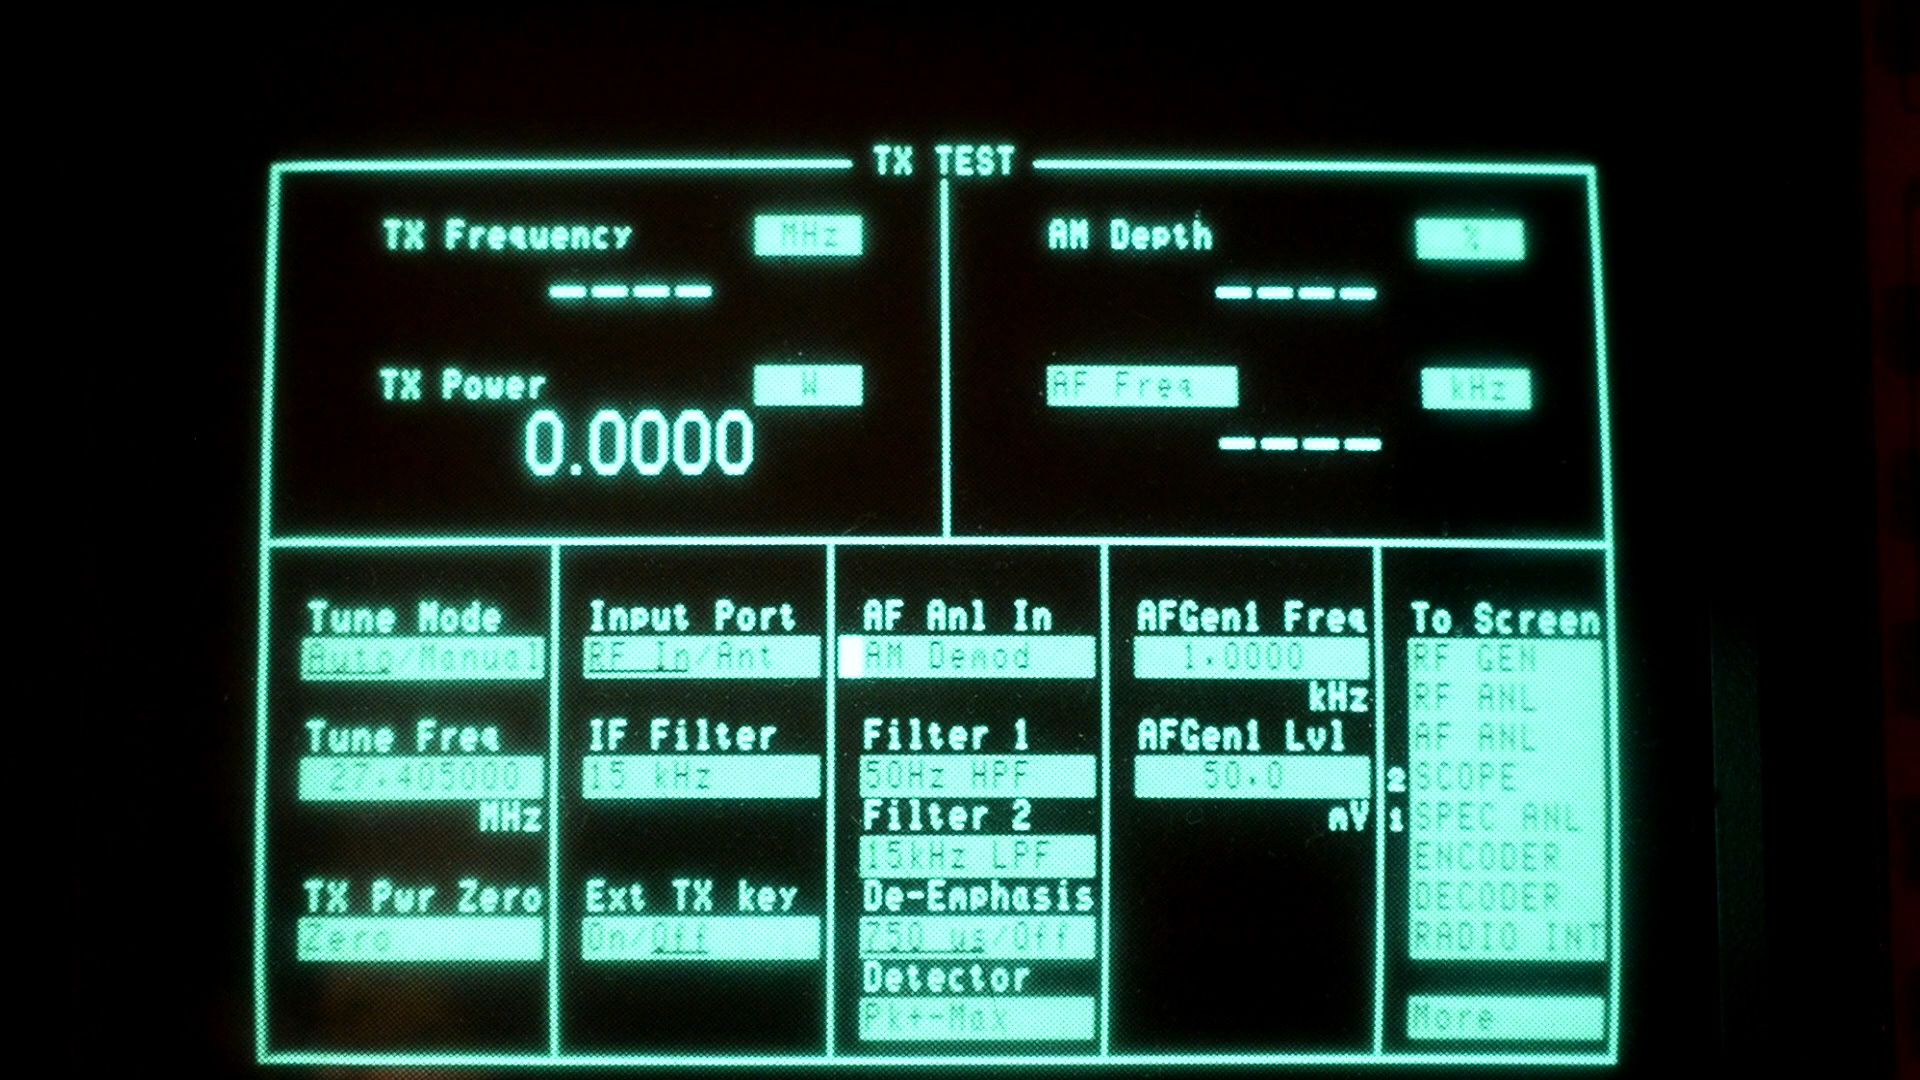 TX TEST
TX Frequency MHz
----
TX Power W
0.0000
AM Depth %
----
AF Freq kHz
----
Tune Mode
Auto/Manual
Tune Freq
27.405000
MHz
TX Pwr Zero
Zero
Input Port
RF In/Ant
IF Filter
15 kHz
Ext TX key
On/Off
AF Anl In
AM Demod
Filter 1
50Hz HPF
Filter 2
15kHz LPF
De-Emphasis
750 us/Off
Detector
Pk+-Max
AFGen1 Freq
1.0000
kHz
AFGen1 Lvl
50.0
mV
To Screen
RF GEN
RF ANL
AF ANL
2 SCOPE
1 SPEC ANL
ENCODER
DECODER
RADIO INT
More